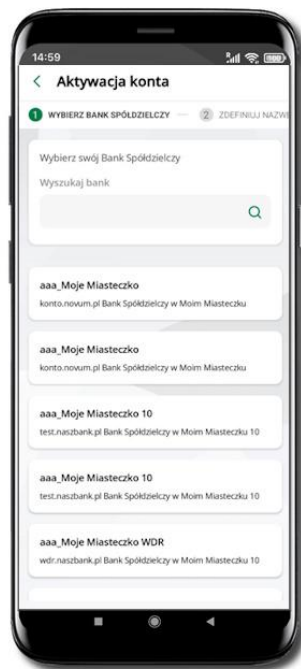 14:59
Aktywacja konta
1 WYBIERZ BANK SPÓŁDZIELCZY — 2 ZDEFINIUJ NAZWĘ
Wybierz swój Bank Spółdzielczy
Wyszukaj bank
aaa_Moje Miasteczko
konto.novum.pl Bank Spółdzielczy w Moim Miasteczku
aaa_Moje Miasteczko
konto.novum.pl Bank Spółdzielczy w Moim Miasteczku
aaa_Moje Miasteczko 10
test.naszbank.pl Bank Spółdzielczy w Moim Miasteczku 10
aaa_Moje Miasteczko 10
test.naszbank.pl Bank Spółdzielczy w Moim Miasteczku 10
aaa_Moje Miasteczko WDR
wdr.naszbank.pl Bank Spółdzielczy w Moim Miasteczku 10